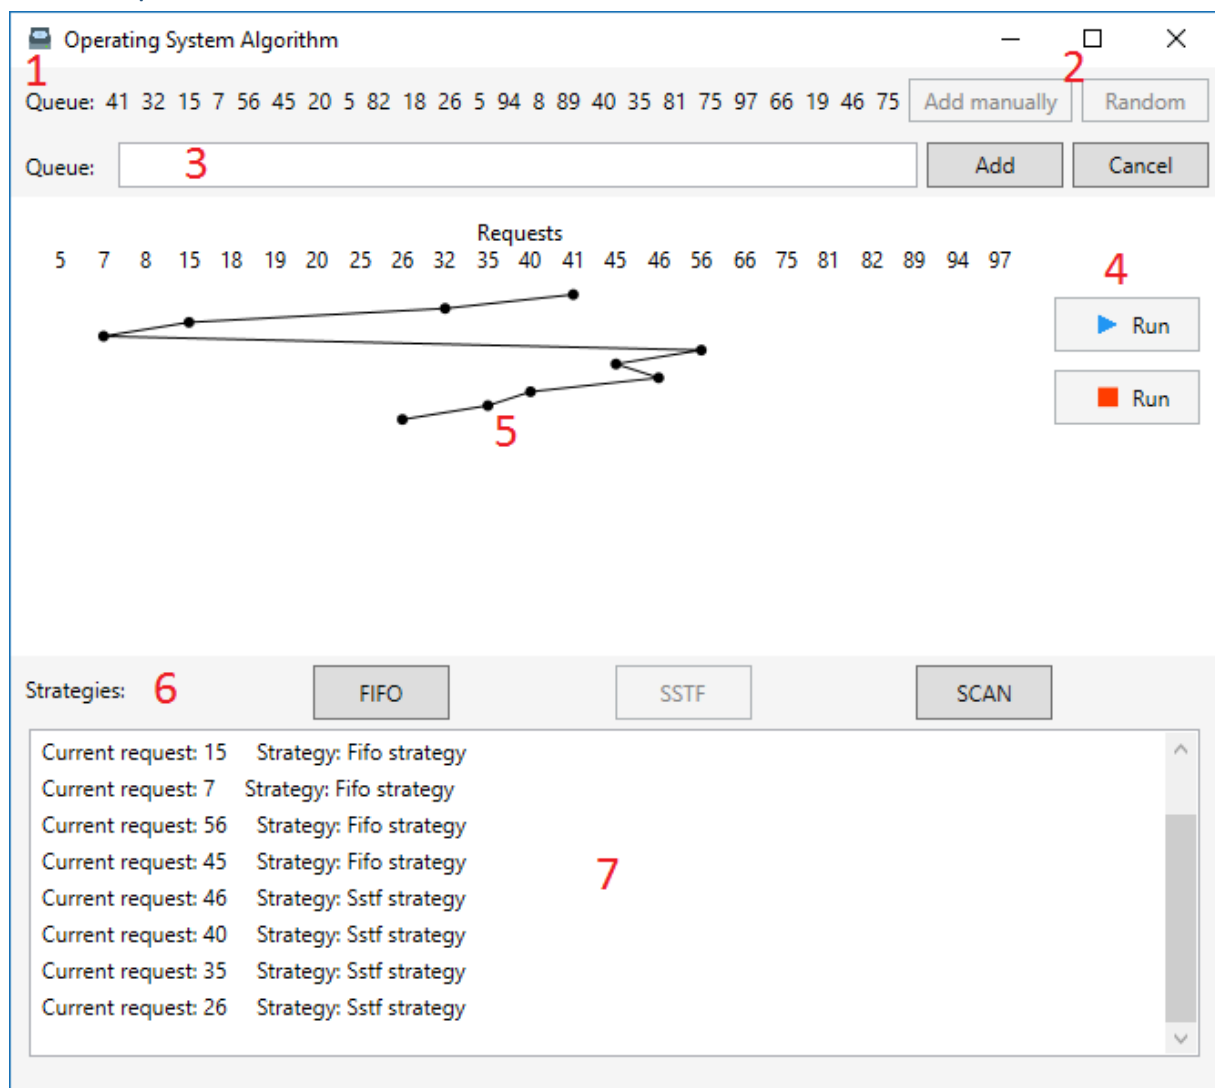 Operating System Algorithm
1
2
Queue: 41 32 15 7 56 45 20 5 82 18 26 5 94 8 89 40 35 81 75 97 66 19 46 75 Add manually Random
Queue: 3 Add Cancel
Requests
5 7 8 15 18 19 20 25 26 32 35 40 41 45 46 56 66 75 81 82 89 94 97
4
Run
Run
5
Strategies: 6 FIFO SSTF SCAN
Current request: 15 Strategy: Fifo strategy
Current request: 7 Strategy: Fifo strategy
Current request: 56 Strategy: Fifo strategy
Current request: 45 Strategy: Fifo strategy
7
Current request: 46 Strategy: Sstf strategy
Current request: 40 Strategy: Sstf strategy
Current request: 35 Strategy: Sstf strategy
Current request: 26 Strategy: Sstf strategy